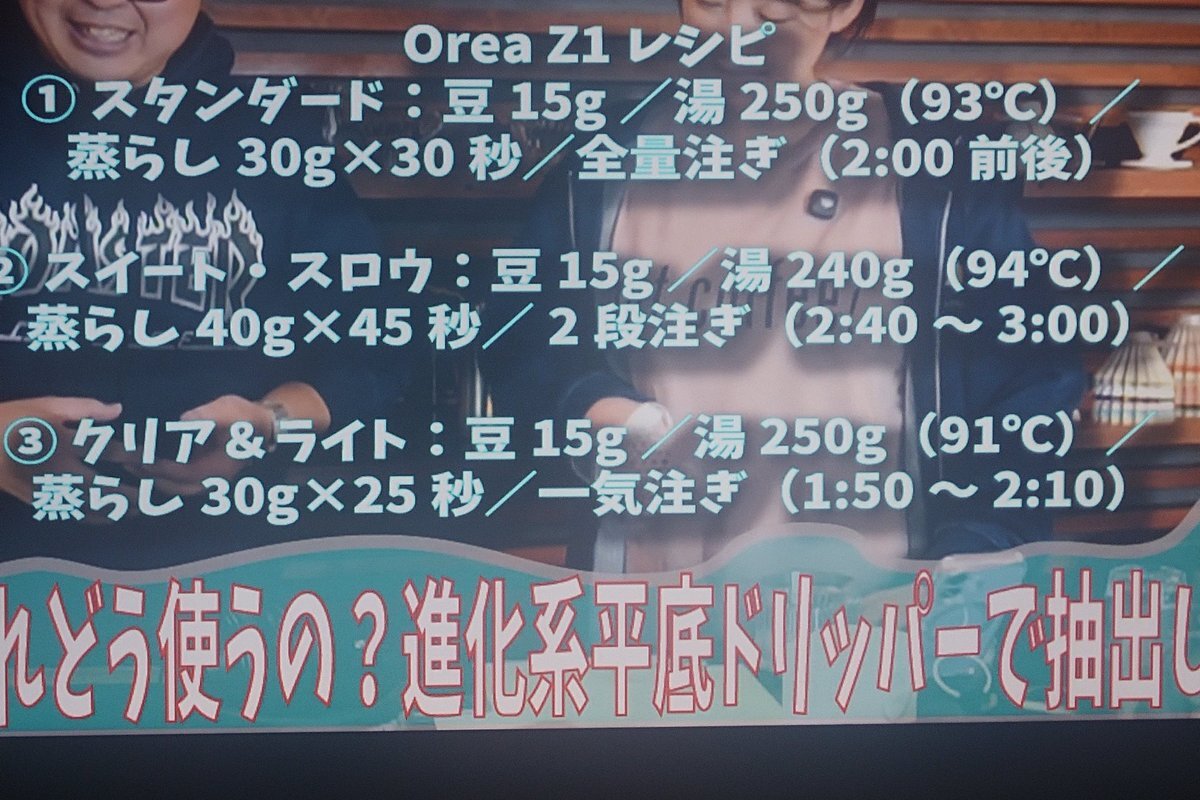 Orea Z1 レシピ
① スタンダード：豆 15g ／湯 250g（93℃）／
蒸らし 30g×30 秒／全量注ぎ（2:00 前後）
② スイート・スロウ：豆 15g ／湯 240g（94℃）／
蒸らし 40g×45 秒／ 2 段注ぎ（2:40 ～ 3:00）
③ クリア＆ライト：豆 15g ／湯 250g（91℃）／
蒸らし 30g×25 秒／一気注ぎ（1:50 ～ 2:10）
れどう使うの？進化系平底ドリッパーで抽出し